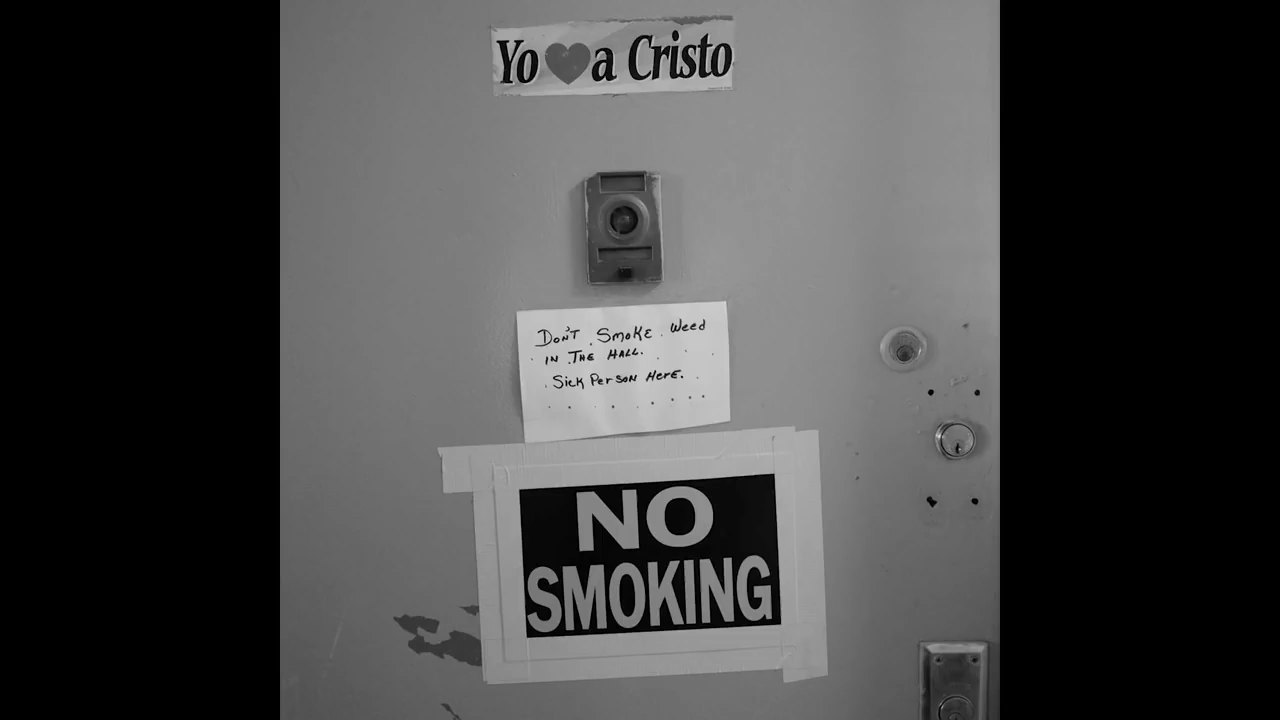 Yo ❤ a Cristo
DON'T SMOKE Weed
IN THE HALL.
Sick Person Here.
NO
SMOKING